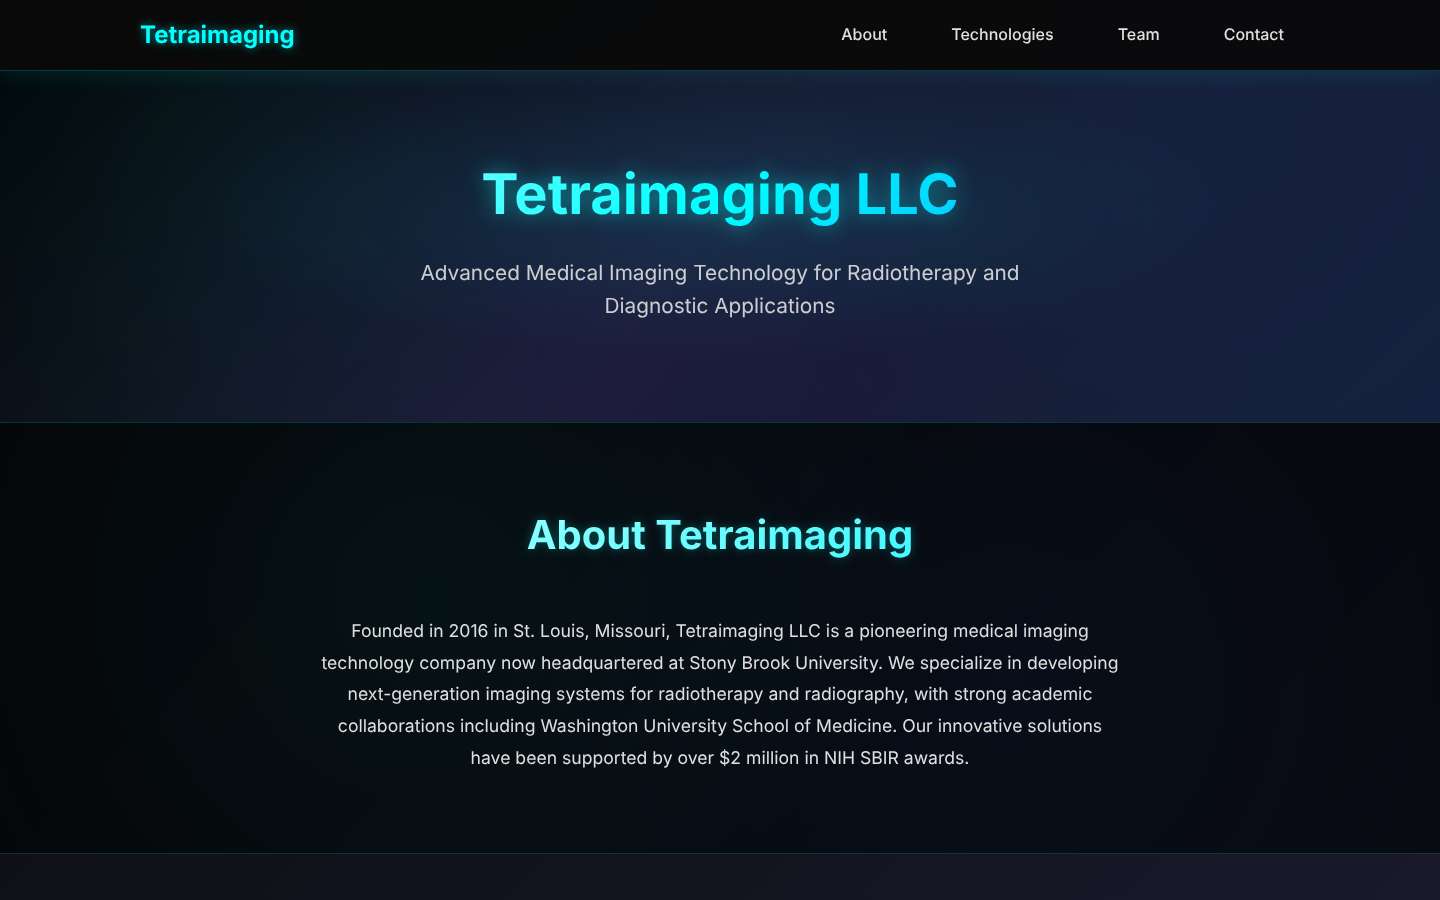 Tetraimaging
About
Technologies
Team
Contact
Tetraimaging LLC
Advanced Medical Imaging Technology for Radiotherapy and
Diagnostic Applications
About Tetraimaging
Founded in 2016 in St. Louis, Missouri, Tetraimaging LLC is a pioneering medical imaging
technology company now headquartered at Stony Brook University. We specialize in developing
next-generation imaging systems for radiotherapy and radiography, with strong academic
collaborations including Washington University School of Medicine. Our innovative solutions
have been supported by over $2 million in NIH SBIR awards.